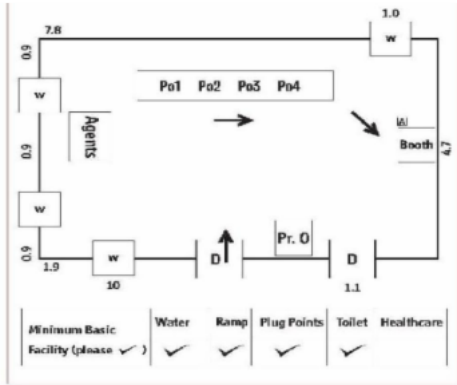 1.0
7.8
W
0.9
W
Po1 Po2 Po3 Po4
Agents
Booth
0.9
4.7
W
Pr. O
0.9
W
D
D
1.9
10
1.1
Water Ramp Plug Points Toilet Healthcare
Minimum Basic
Facility (please ✓)
✓ ✓ ✓ ✓